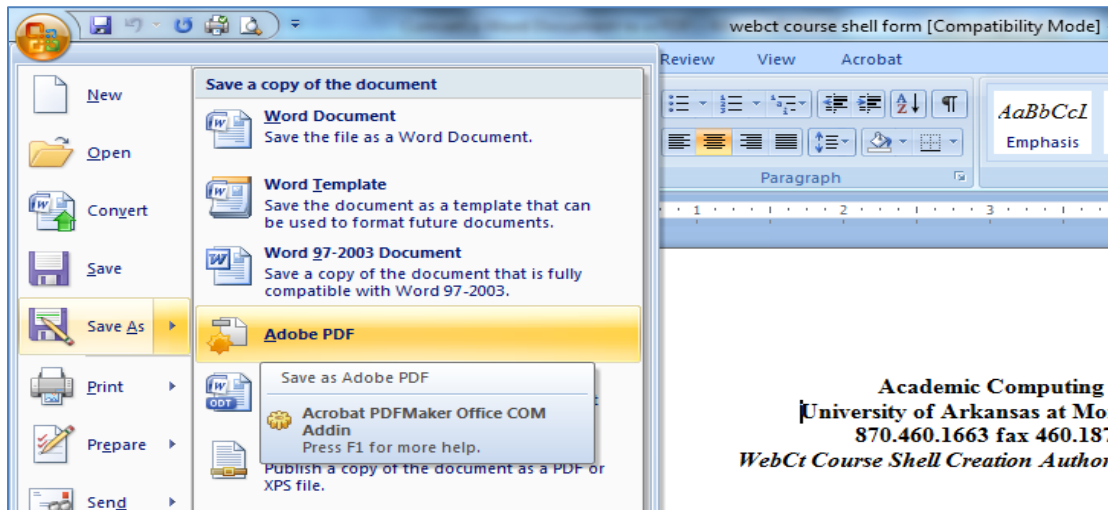 webct course shell form [Compatibility Mode]
Review View Acrobat
New
Open
Convert
Save
Save As
Print
Prepare
Send
Save a copy of the document
Word Document
Save the file as a Word Document.
Word Template
Save the document as a template that can
be used to format future documents.
Word 97-2003 Document
Save a copy of the document that is fully
compatible with Word 97-2003.
Adobe PDF
ODT
Save as Adobe PDF
Acrobat PDFMaker Office COM
Addin
Press F1 for more help.
Publish a copy of the document as a PDF or
XPS file.
AaBbCcI
Emphasis
Paragraph
1 2 3
Academic Computing
University of Arkansas at Mo
870.460.1663 fax 460.187
WebCt Course Shell Creation Author